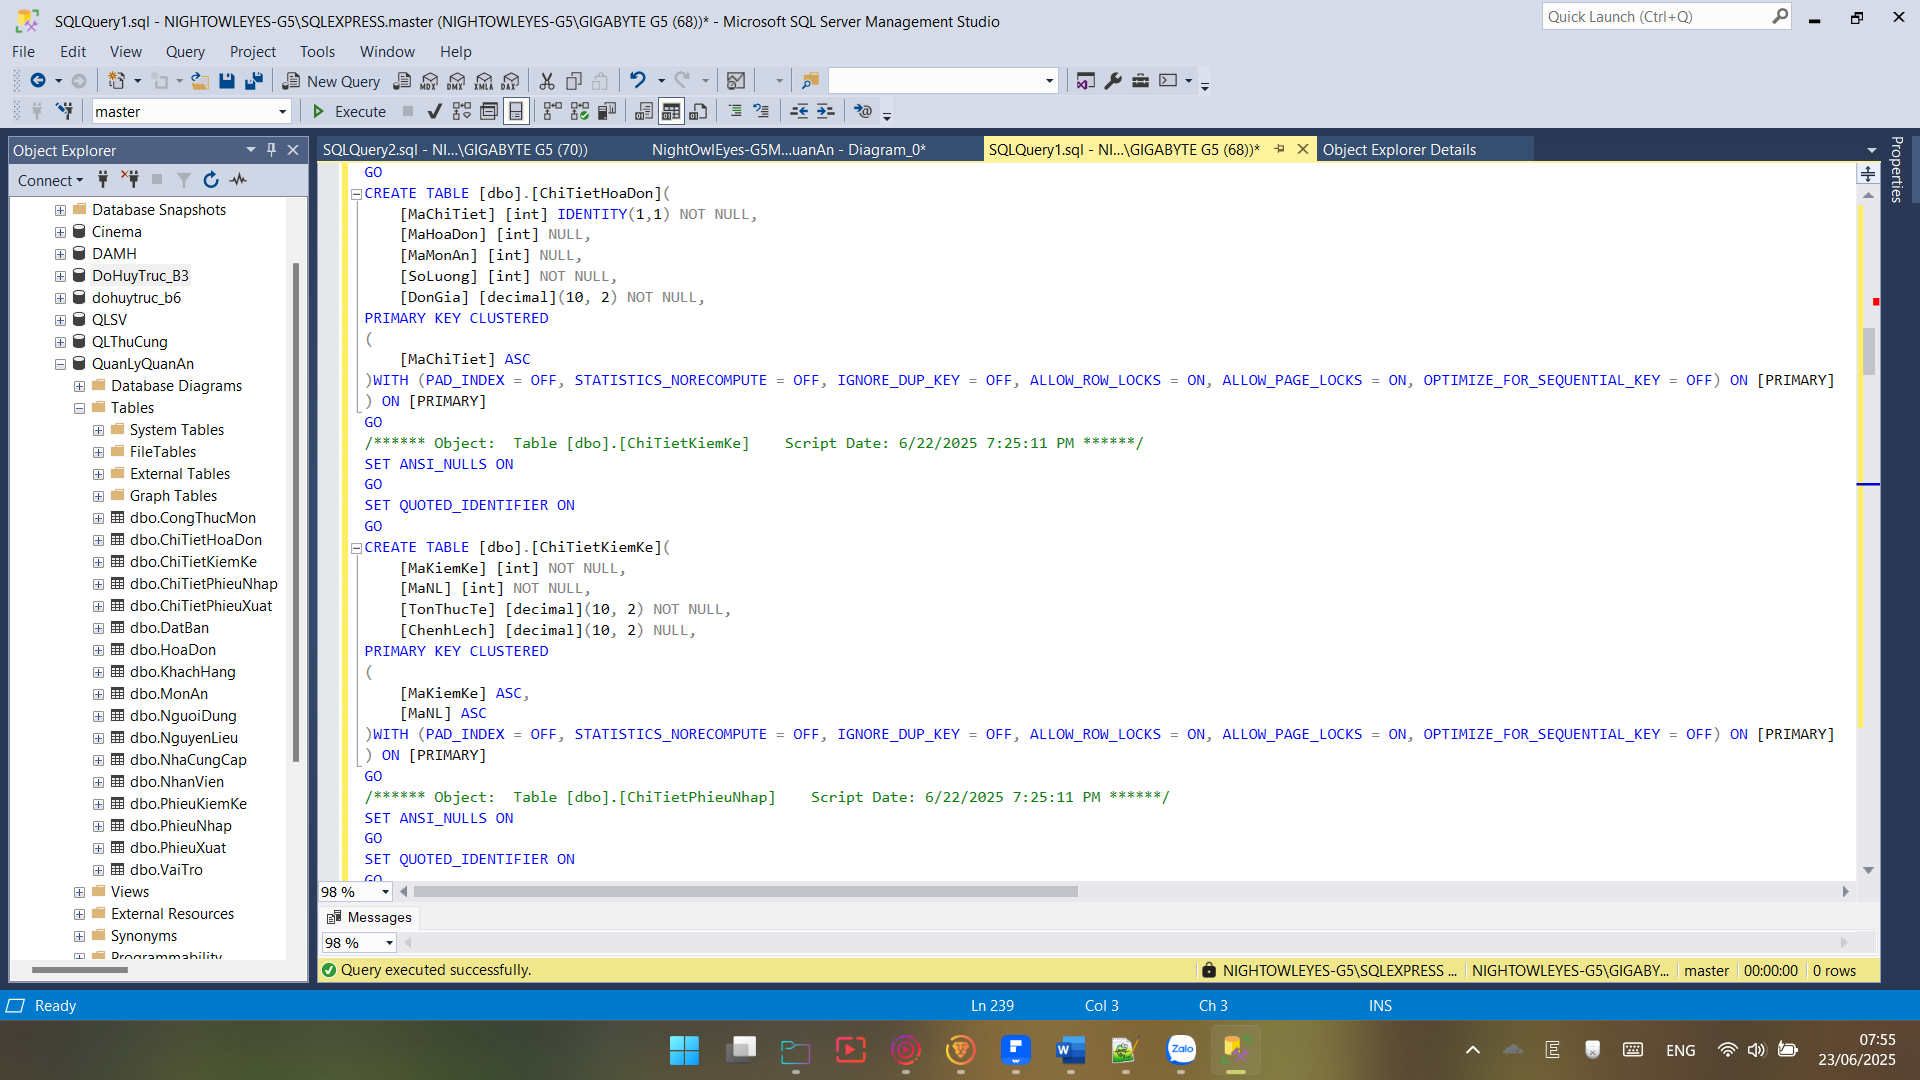 SQLQuery1.sql - NIGHTOWLEYES-G5\SQLEXPRESS.master (NIGHTOWLEYES-G5\GIGABYTE G5 (68))* - Microsoft SQL Server Management Studio
Quick Launch (Ctrl+Q)
File Edit View Query Project Tools Window Help
New Query MDX DMX XMLA DAX
master Execute
Object Explorer
SQLQuery2.sql - NI...\GIGABYTE G5 (70))
NightOwlEyes-G5M...uanAn - Diagram_0*
SQLQuery1.sql - NI...\GIGABYTE G5 (68))*
Object Explorer Details
Properties
Connect
Database Snapshots
Cinema
DAMH
DoHuyTruc_B3
dohuytruc_b6
QLSV
QLThuCung
QuanLyQuanAn
Database Diagrams
Tables
System Tables
FileTables
External Tables
Graph Tables
dbo.CongThucMon
dbo.ChiTietHoaDon
dbo.ChiTietKiemKe
dbo.ChiTietPhieuNhap
dbo.ChiTietPhieuXuat
dbo.DatBan
dbo.HoaDon
dbo.KhachHang
dbo.MonAn
dbo.NguoiDung
dbo.NguyenLieu
dbo.NhaCungCap
dbo.NhanVien
dbo.PhieuKiemKe
dbo.PhieuNhap
dbo.PhieuXuat
dbo.VaiTro
Views
External Resources
Synonyms
Programmability
GO
CREATE TABLE [dbo].[ChiTietHoaDon](
[MaChiTiet] [int] IDENTITY(1,1) NOT NULL,
[MaHoaDon] [int] NULL,
[MaMonAn] [int] NULL,
[SoLuong] [int] NOT NULL,
[DonGia] [decimal](10, 2) NOT NULL,
PRIMARY KEY CLUSTERED
(
[MaChiTiet] ASC
)WITH (PAD_INDEX = OFF, STATISTICS_NORECOMPUTE = OFF, IGNORE_DUP_KEY = OFF, ALLOW_ROW_LOCKS = ON, ALLOW_PAGE_LOCKS = ON, OPTIMIZE_FOR_SEQUENTIAL_KEY = OFF) ON [PRIMARY]
) ON [PRIMARY]
GO
/****** Object:  Table [dbo].[ChiTietKiemKe]    Script Date: 6/22/2025 7:25:11 PM ******/
SET ANSI_NULLS ON
GO
SET QUOTED_IDENTIFIER ON
GO
CREATE TABLE [dbo].[ChiTietKiemKe](
[MaKiemKe] [int] NOT NULL,
[MaNL] [int] NOT NULL,
[TonThucTe] [decimal](10, 2) NOT NULL,
[ChenhLech] [decimal](10, 2) NULL,
PRIMARY KEY CLUSTERED
(
[MaKiemKe] ASC,
[MaNL] ASC
)WITH (PAD_INDEX = OFF, STATISTICS_NORECOMPUTE = OFF, IGNORE_DUP_KEY = OFF, ALLOW_ROW_LOCKS = ON, ALLOW_PAGE_LOCKS = ON, OPTIMIZE_FOR_SEQUENTIAL_KEY = OFF) ON [PRIMARY]
) ON [PRIMARY]
GO
/****** Object:  Table [dbo].[ChiTietPhieuNhap]    Script Date: 6/22/2025 7:25:11 PM ******/
SET ANSI_NULLS ON
GO
SET QUOTED_IDENTIFIER ON
GO
98 %
Messages
98 %
Query executed successfully.
NIGHTOWLEYES-G5\SQLEXPRESS ... NIGHTOWLEYES-G5\GIGABY... master 00:00:00 0 rows
Ready Ln 239 Col 3 Ch 3 INS
Zalo
ENG
07:55
23/06/2025